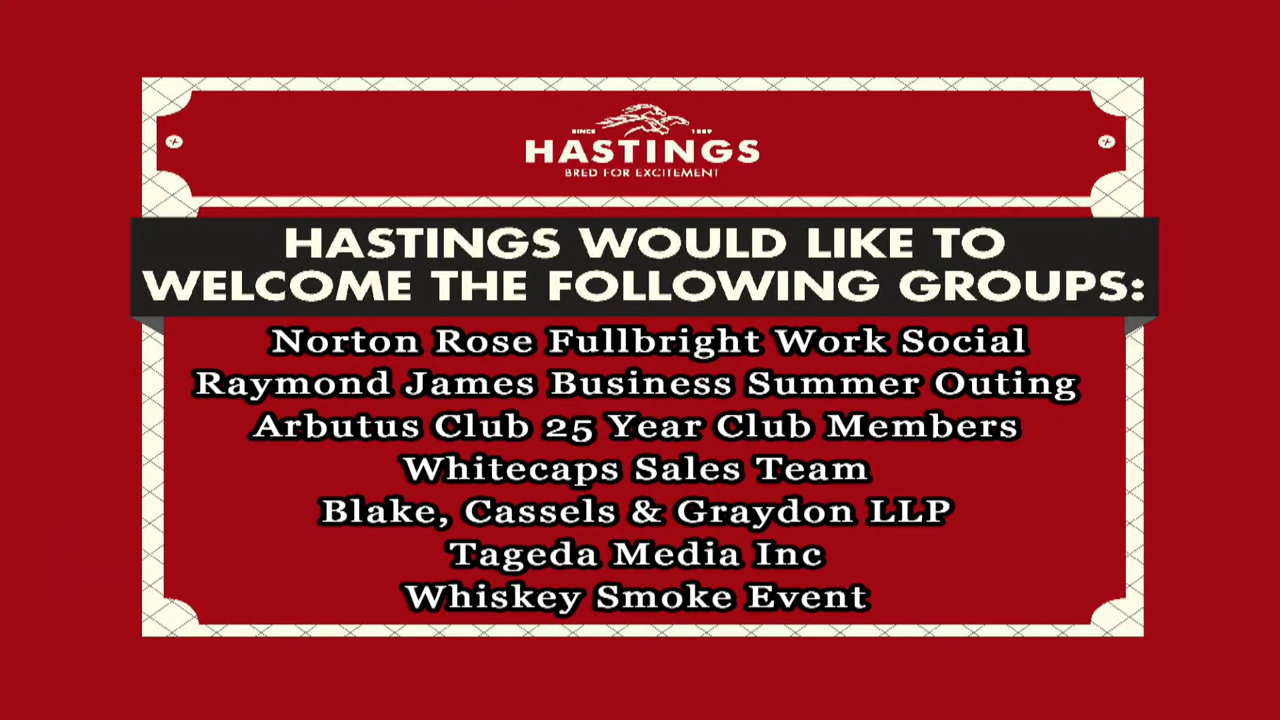 SINCE 1889
HASTINGS
BRED FOR EXCITEMENT
HASTINGS WOULD LIKE TO
WELCOME THE FOLLOWING GROUPS:
Norton Rose Fullbright Work Social
Raymond James Business Summer Outing
Arbutus Club 25 Year Club Members
Whitecaps Sales Team
Blake, Cassels & Graydon LLP
Tageda Media Inc
Whiskey Smoke Event